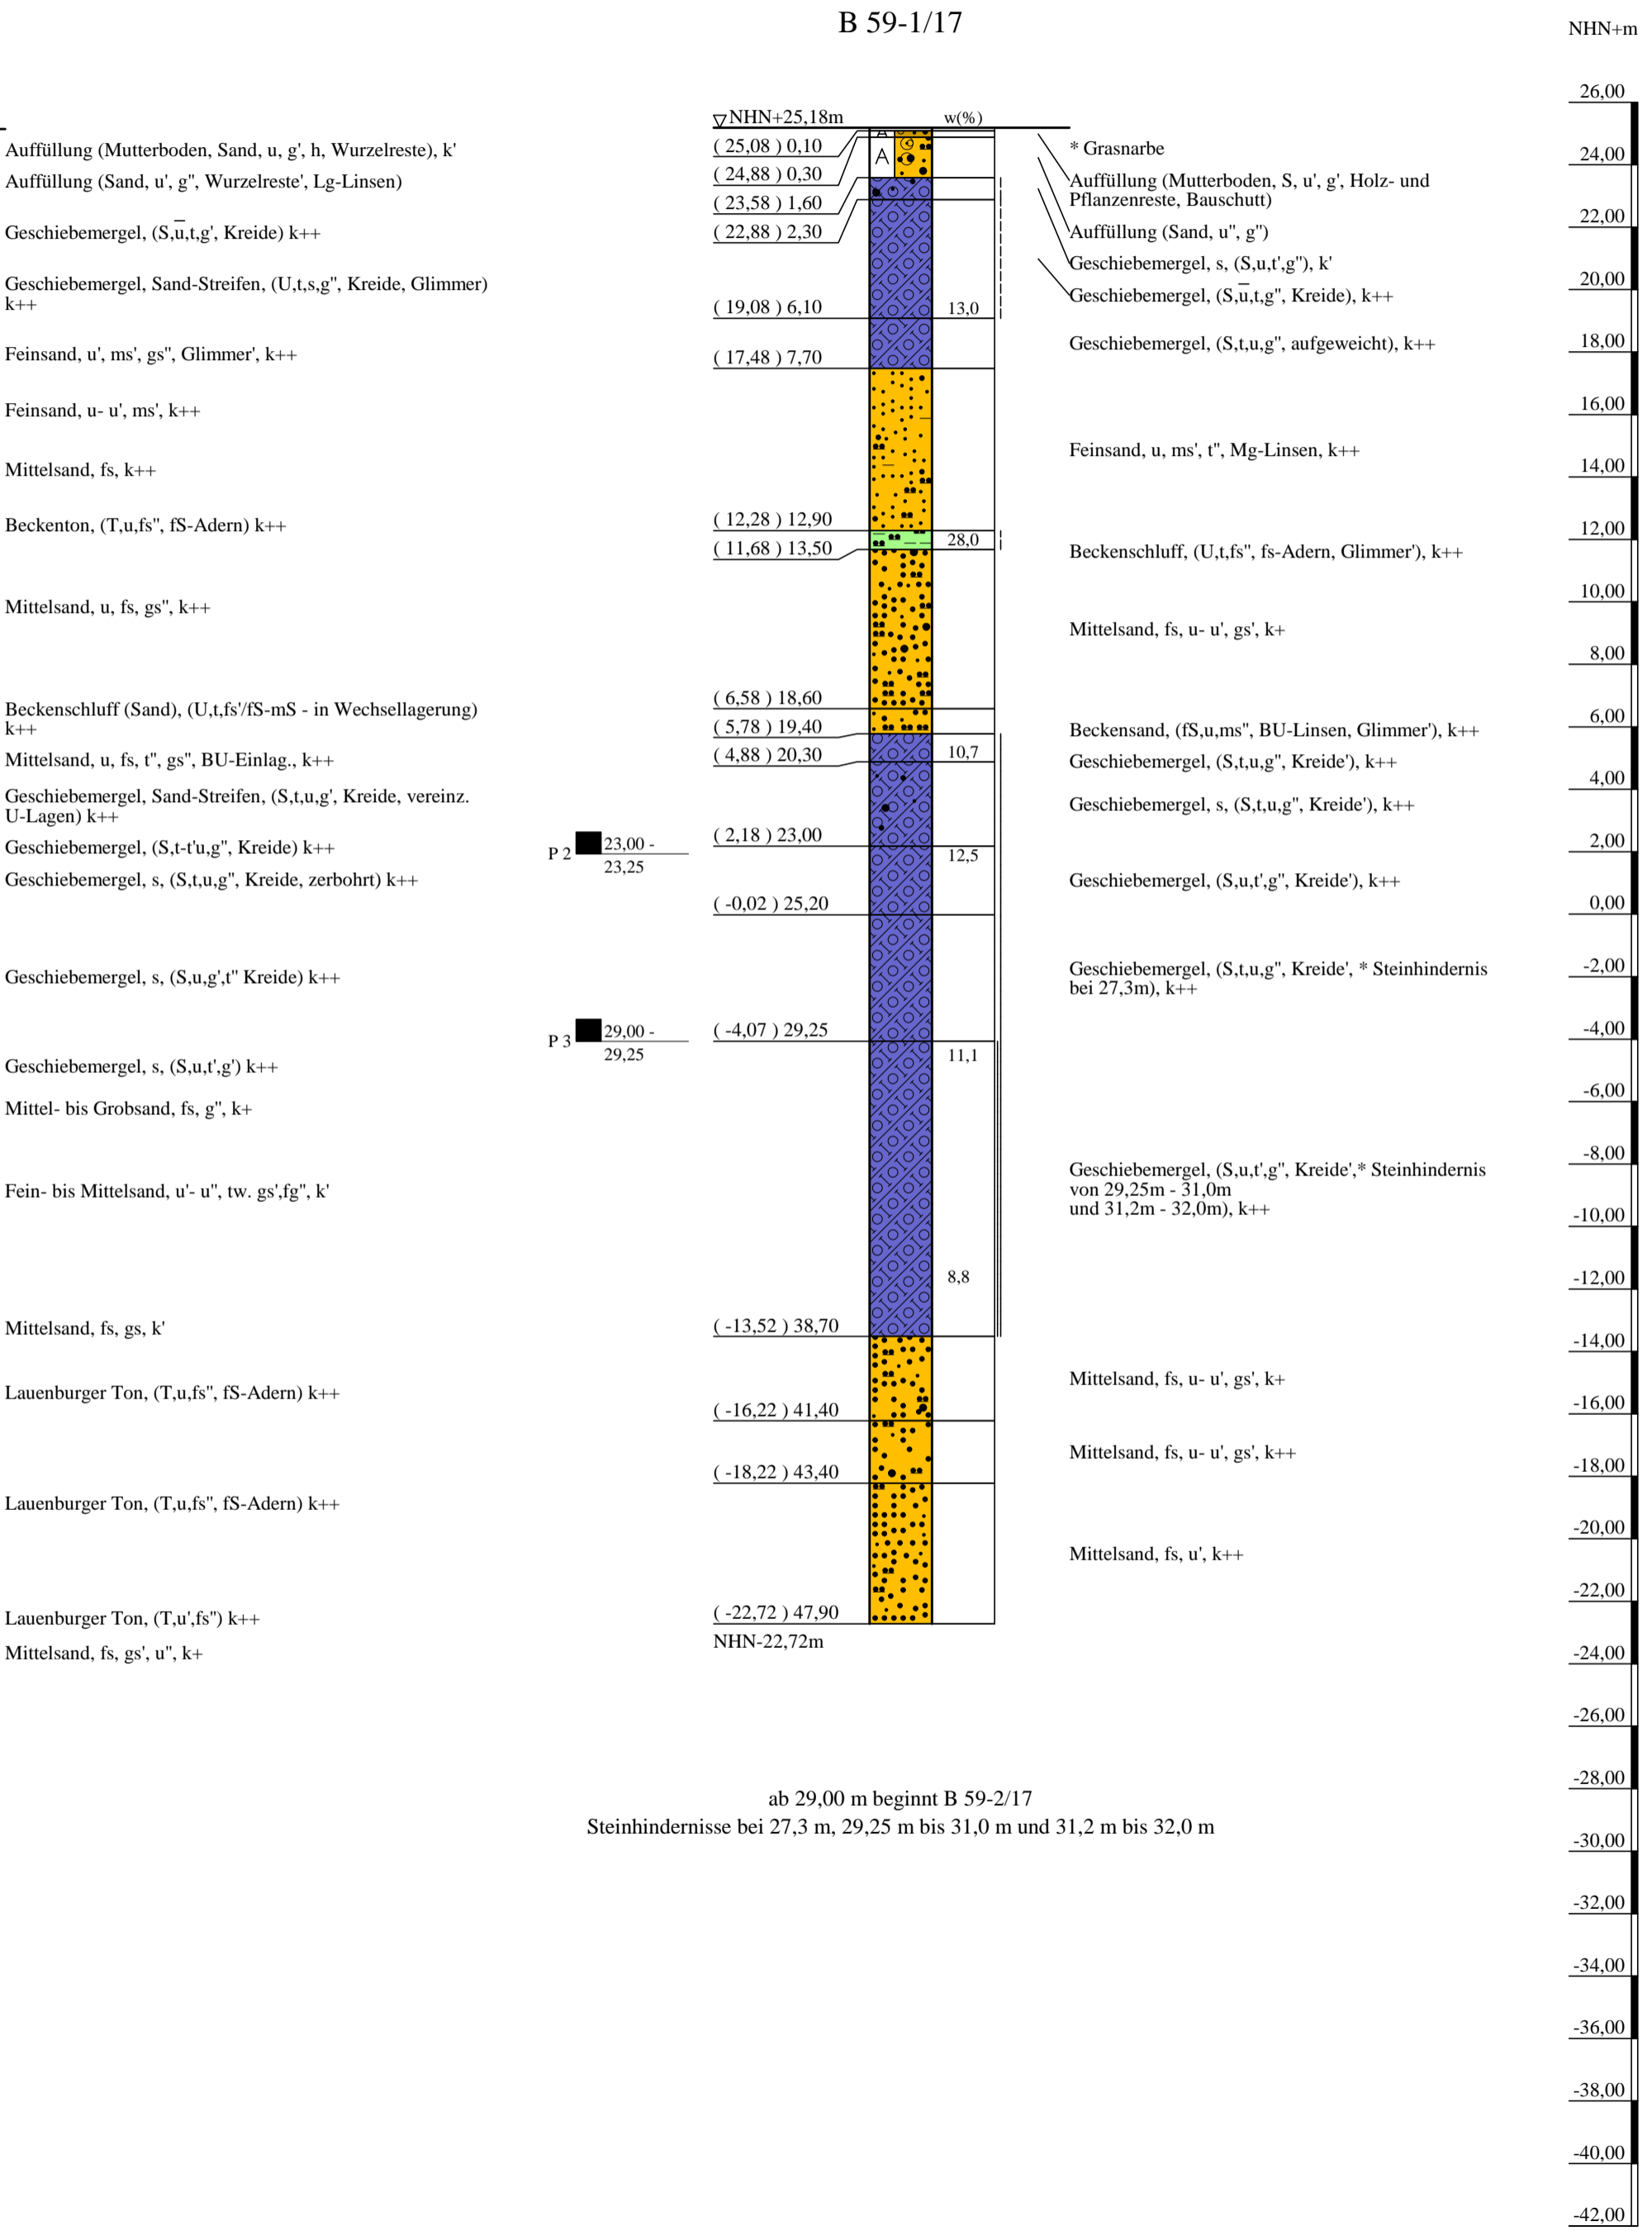 B 59-1/17
NHN+m
Auffüllung (Mutterboden, Sand, u, g', h, Wurzelreste), k'
Auffüllung (Sand, u', g", Wurzelreste', Lg-Linsen)
Geschiebemergel, (S,u̅,t,g', Kreide) k++
Geschiebemergel, Sand-Streifen, (U,t,s,g", Kreide, Glimmer)
k++
Feinsand, u', ms', gs", Glimmer', k++
Feinsand, u- u', ms', k++
Mittelsand, fs, k++
Beckenton, (T,u,fs", fS-Adern) k++
Mittelsand, u, fs, gs", k++
Beckenschluff (Sand), (U,t,fs'/fS-mS - in Wechsellagerung)
k++
Mittelsand, u, fs, t", gs", BU-Einlag., k++
Geschiebemergel, Sand-Streifen, (S,t,u,g', Kreide, vereinz.
U-Lagen) k++
Geschiebemergel, (S,t-t'u,g", Kreide) k++
Geschiebemergel, s, (S,t,u,g", Kreide, zerbohrt) k++
Geschiebemergel, s, (S,u,g',t" Kreide) k++
Geschiebemergel, s, (S,u,t',g') k++
Mittel- bis Grobsand, fs, g", k+
Fein- bis Mittelsand, u'- u", tw. gs',fg", k'
Mittelsand, fs, gs, k'
Lauenburger Ton, (T,u,fs", fS-Adern) k++
Lauenburger Ton, (T,u,fs", fS-Adern) k++
Lauenburger Ton, (T,u',fs") k++
Mittelsand, fs, gs', u", k+
P 2
23,00 -
23,25
P 3
29,00 -
29,25
NHN+25,18m
w(%)
( 25,08 ) 0,10
( 24,88 ) 0,30
( 23,58 ) 1,60
( 22,88 ) 2,30
( 19,08 ) 6,10
( 17,48 ) 7,70
( 12,28 ) 12,90
( 11,68 ) 13,50
( 6,58 ) 18,60
( 5,78 ) 19,40
( 4,88 ) 20,30
( 2,18 ) 23,00
( -0,02 ) 25,20
( -4,07 ) 29,25
( -13,52 ) 38,70
( -16,22 ) 41,40
( -18,22 ) 43,40
( -22,72 ) 47,90
NHN-22,72m
A
A
13,0
28,0
10,7
12,5
11,1
8,8
* Grasnarbe
Auffüllung (Mutterboden, S, u', g', Holz- und
Pflanzenreste, Bauschutt)
Auffüllung (Sand, u", g")
Geschiebemergel, s, (S,u,t',g"), k'
Geschiebemergel, (S,u̅,t,g", Kreide), k++
Geschiebemergel, (S,t,u,g", aufgeweicht), k++
Feinsand, u, ms', t", Mg-Linsen, k++
Beckenschluff, (U,t,fs", fs-Adern, Glimmer'), k++
Mittelsand, fs, u- u', gs', k+
Beckensand, (fS,u,ms", BU-Linsen, Glimmer'), k++
Geschiebemergel, (S,t,u,g", Kreide'), k++
Geschiebemergel, s, (S,t,u,g", Kreide'), k++
Geschiebemergel, (S,u,t',g", Kreide'), k++
Geschiebemergel, (S,t,u,g", Kreide', * Steinhindernis
bei 27,3m), k++
Geschiebemergel, (S,u,t',g", Kreide',* Steinhindernis
von 29,25m - 31,0m
und 31,2m - 32,0m), k++
Mittelsand, fs, u- u', gs', k+
Mittelsand, fs, u- u', gs', k++
Mittelsand, fs, u', k++
26,00
24,00
22,00
20,00
18,00
16,00
14,00
12,00
10,00
8,00
6,00
4,00
2,00
0,00
-2,00
-4,00
-6,00
-8,00
-10,00
-12,00
-14,00
-16,00
-18,00
-20,00
-22,00
-24,00
-26,00
-28,00
-30,00
-32,00
-34,00
-36,00
-38,00
-40,00
-42,00
ab 29,00 m beginnt B 59-2/17
Steinhindernisse bei 27,3 m, 29,25 m bis 31,0 m und 31,2 m bis 32,0 m